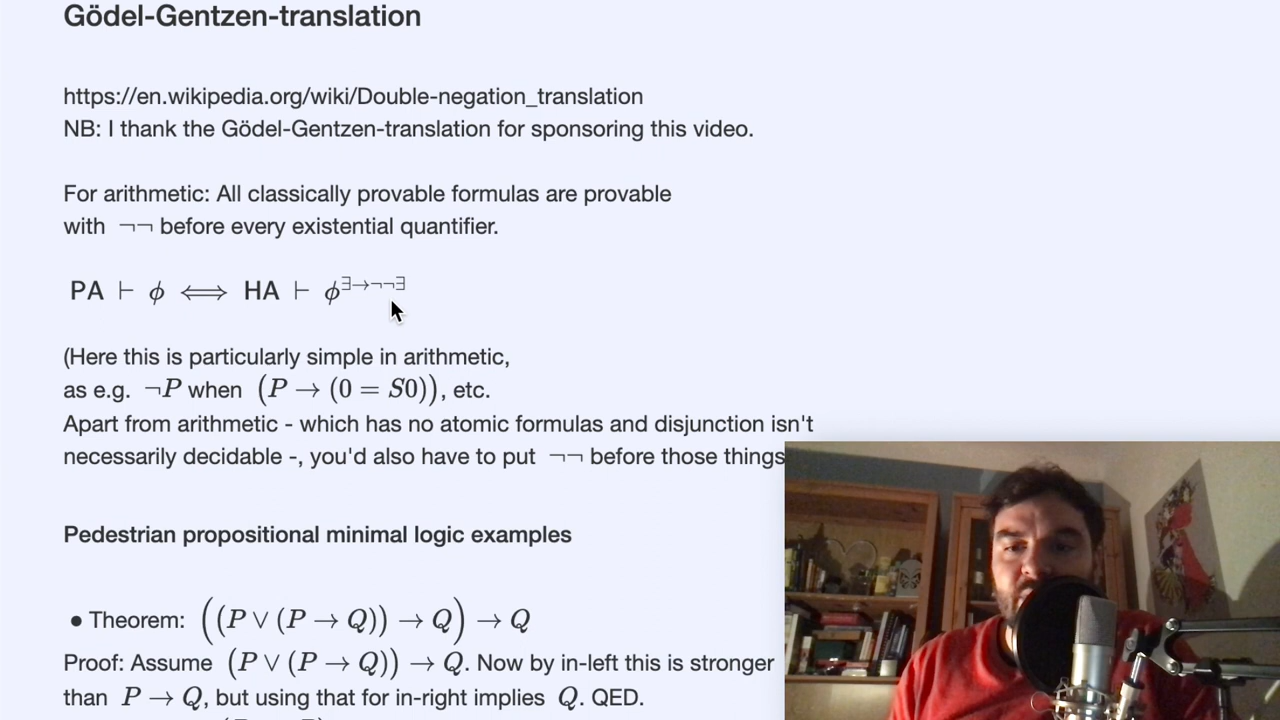 Gödel-Gentzen-translation
https://en.wikipedia.org/wiki/Double-negation_translation
NB: I thank the Gödel-Gentzen-translation for sponsoring this video.
For arithmetic: All classically provable formulas are provable
with ¬¬ before every existential quantifier.
PA ⊢ ϕ ⟺ HA ⊢ ϕ^{∃→¬¬∃}
(Here this is particularly simple in arithmetic,
as e.g. ¬P when (P → (0 = S0)), etc.
Apart from arithmetic - which has no atomic formulas and disjunction isn't
necessarily decidable -, you'd also have to put ¬¬ before those things
Pedestrian propositional minimal logic examples
● Theorem: ((P ∨ (P → Q)) → Q) → Q
Proof: Assume (P ∨ (P → Q)) → Q. Now by in-left this is stronger
than P → Q, but using that for in-right implies Q. QED.